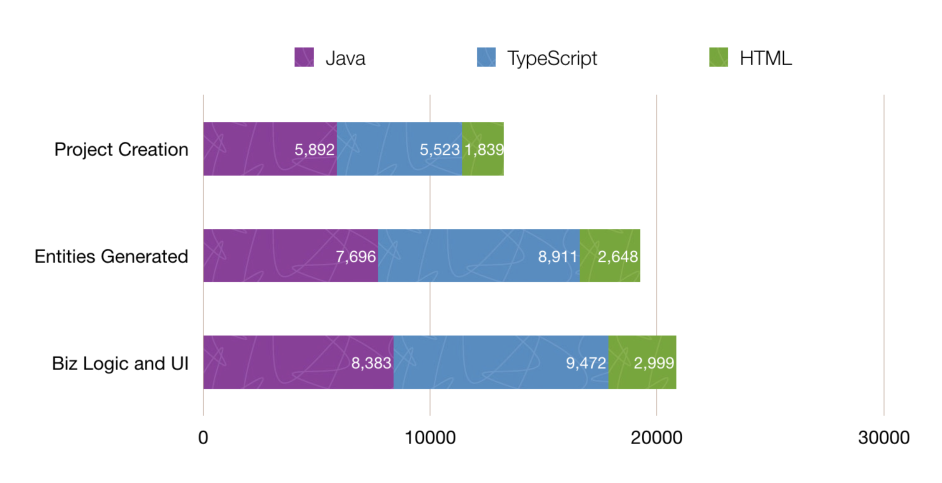 Java TypeScript HTML
Project Creation 5,892 5,523 1,839
Entities Generated 7,696 8,911 2,648
Biz Logic and UI 8,383 9,472 2,999
0 10000 20000 30000